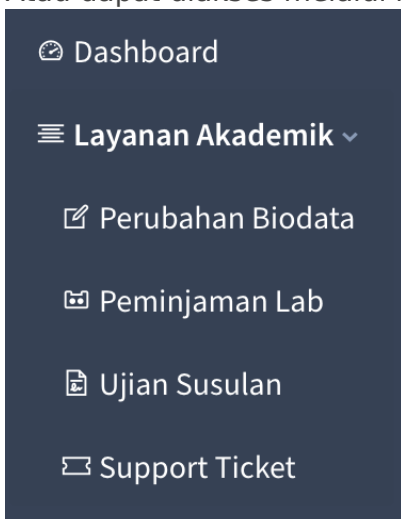 Dashboard
Layanan Akademik
Perubahan Biodata
Peminjaman Lab
Ujian Susulan
Support Ticket